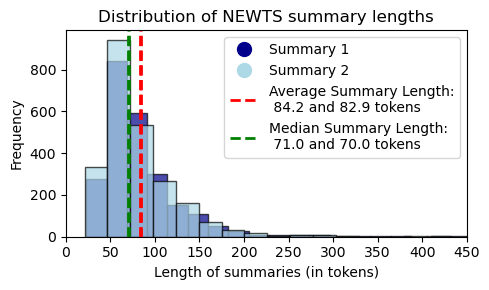 Distribution of NEWTS summary lengths
Frequency
800
600
400
200
0
Summary 1
Summary 2
Average Summary Length:
84.2 and 82.9 tokens
Median Summary Length:
71.0 and 70.0 tokens
0 50 100 150 200 250 300 350 400 450
Length of summaries (in tokens)